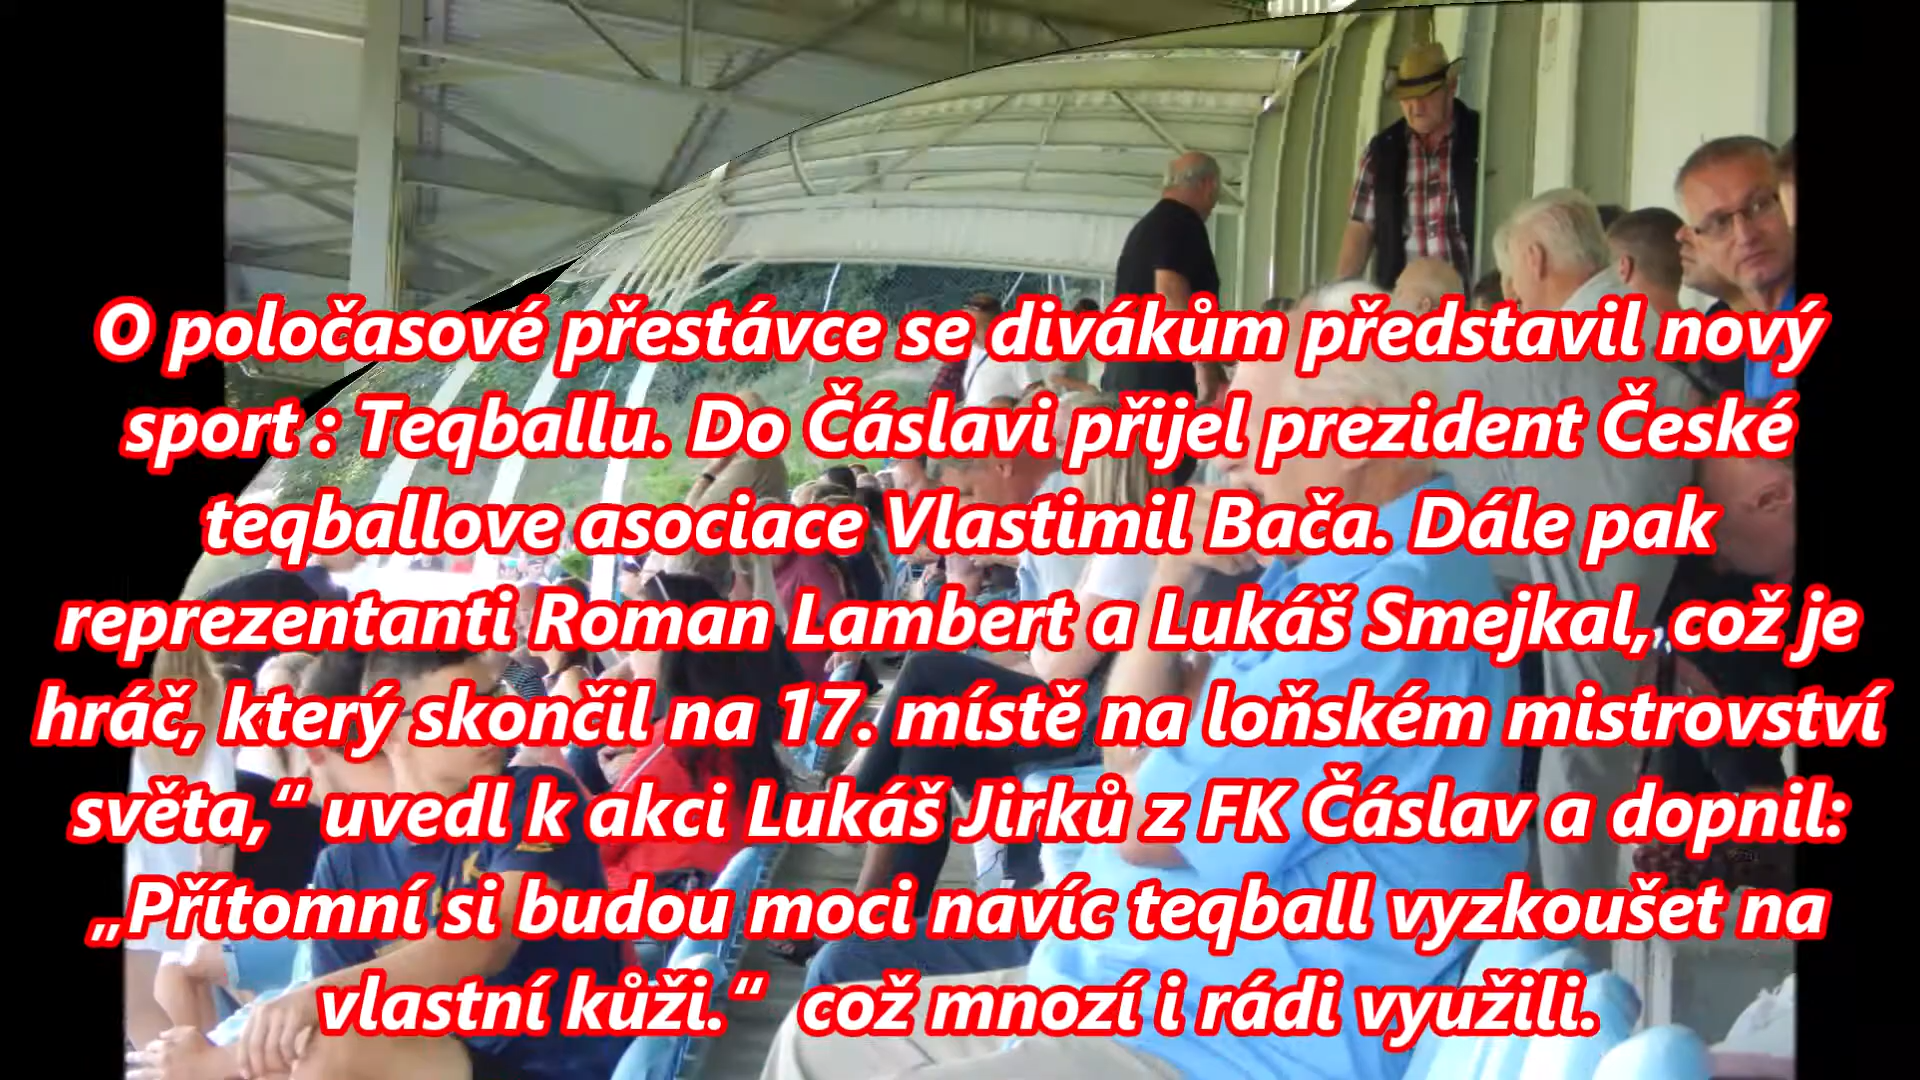 O poločasové přestávce se divákům představil nový
sport : Teqballu. Do Čáslavi přijel prezident České
teqballove asociace Vlastimil Bača. Dále pak
reprezentanti Roman Lambert a Lukáš Smejkal, což je
hráč, který skončil na 17. místě na loňském mistrovství
světa,“ uvedl k akci Lukáš Jirků z FK Čáslav a dopnil:
„Přítomní si budou moci navíc teqball vyzkoušet na
vlastní kůži.“ což mnozí i rádi využili.